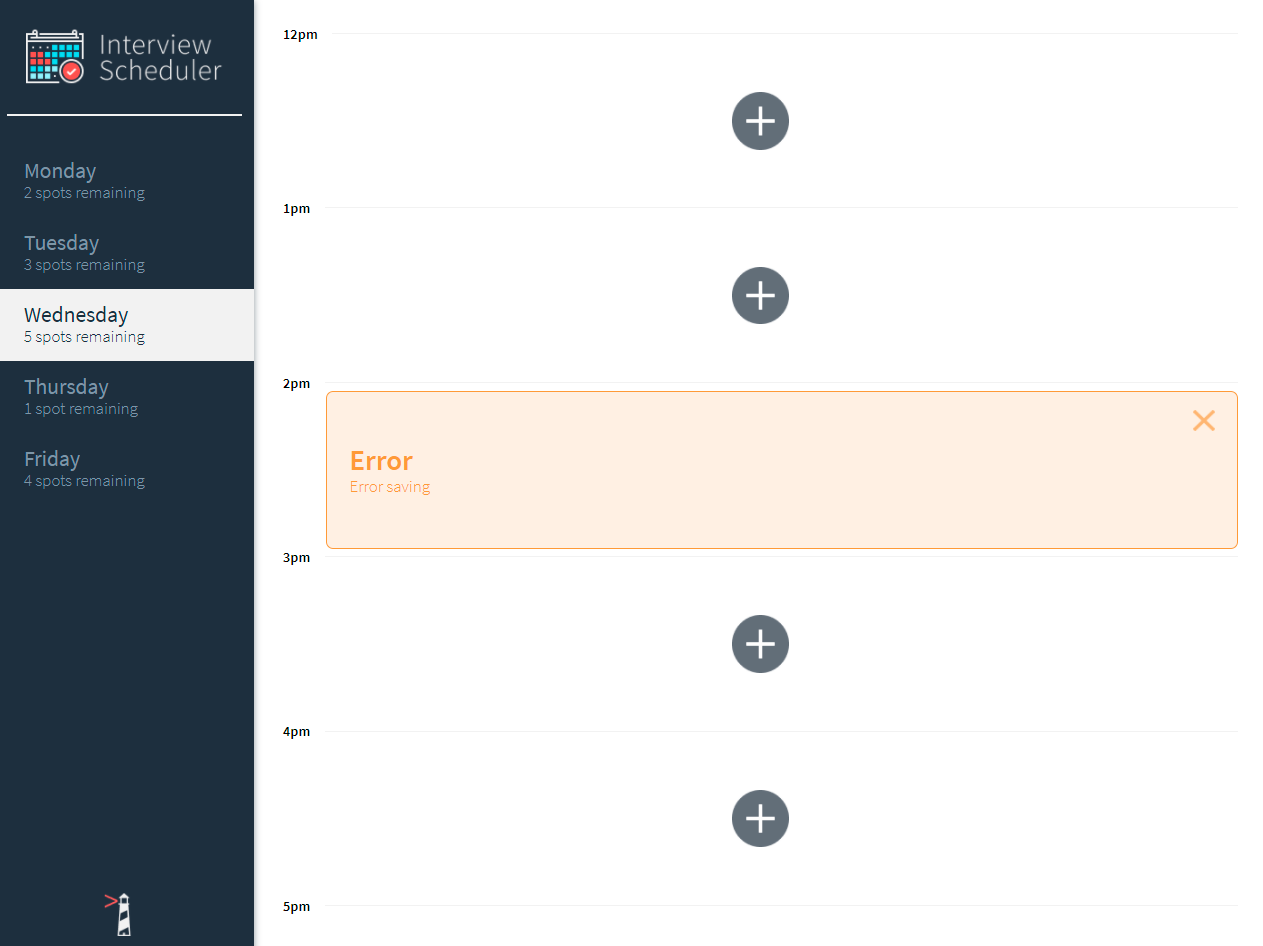 Interview
Scheduler
Monday
2 spots remaining
Tuesday
3 spots remaining
Wednesday
5 spots remaining
Thursday
1 spot remaining
Friday
4 spots remaining
12pm
1pm
2pm
Error
Error saving
3pm
4pm
5pm